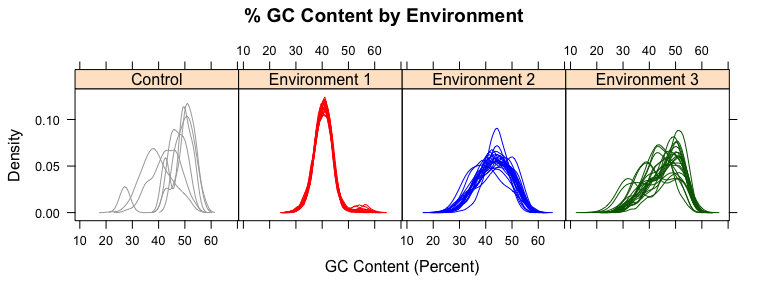 % GC Content by Environment
10 20 30 40 50 60 10 20 30 40 50 60
Control Environment 1 Environment 2 Environment 3
0.10
0.05
0.00
Density
10 20 30 40 50 60 10 20 30 40 50 60
GC Content (Percent)